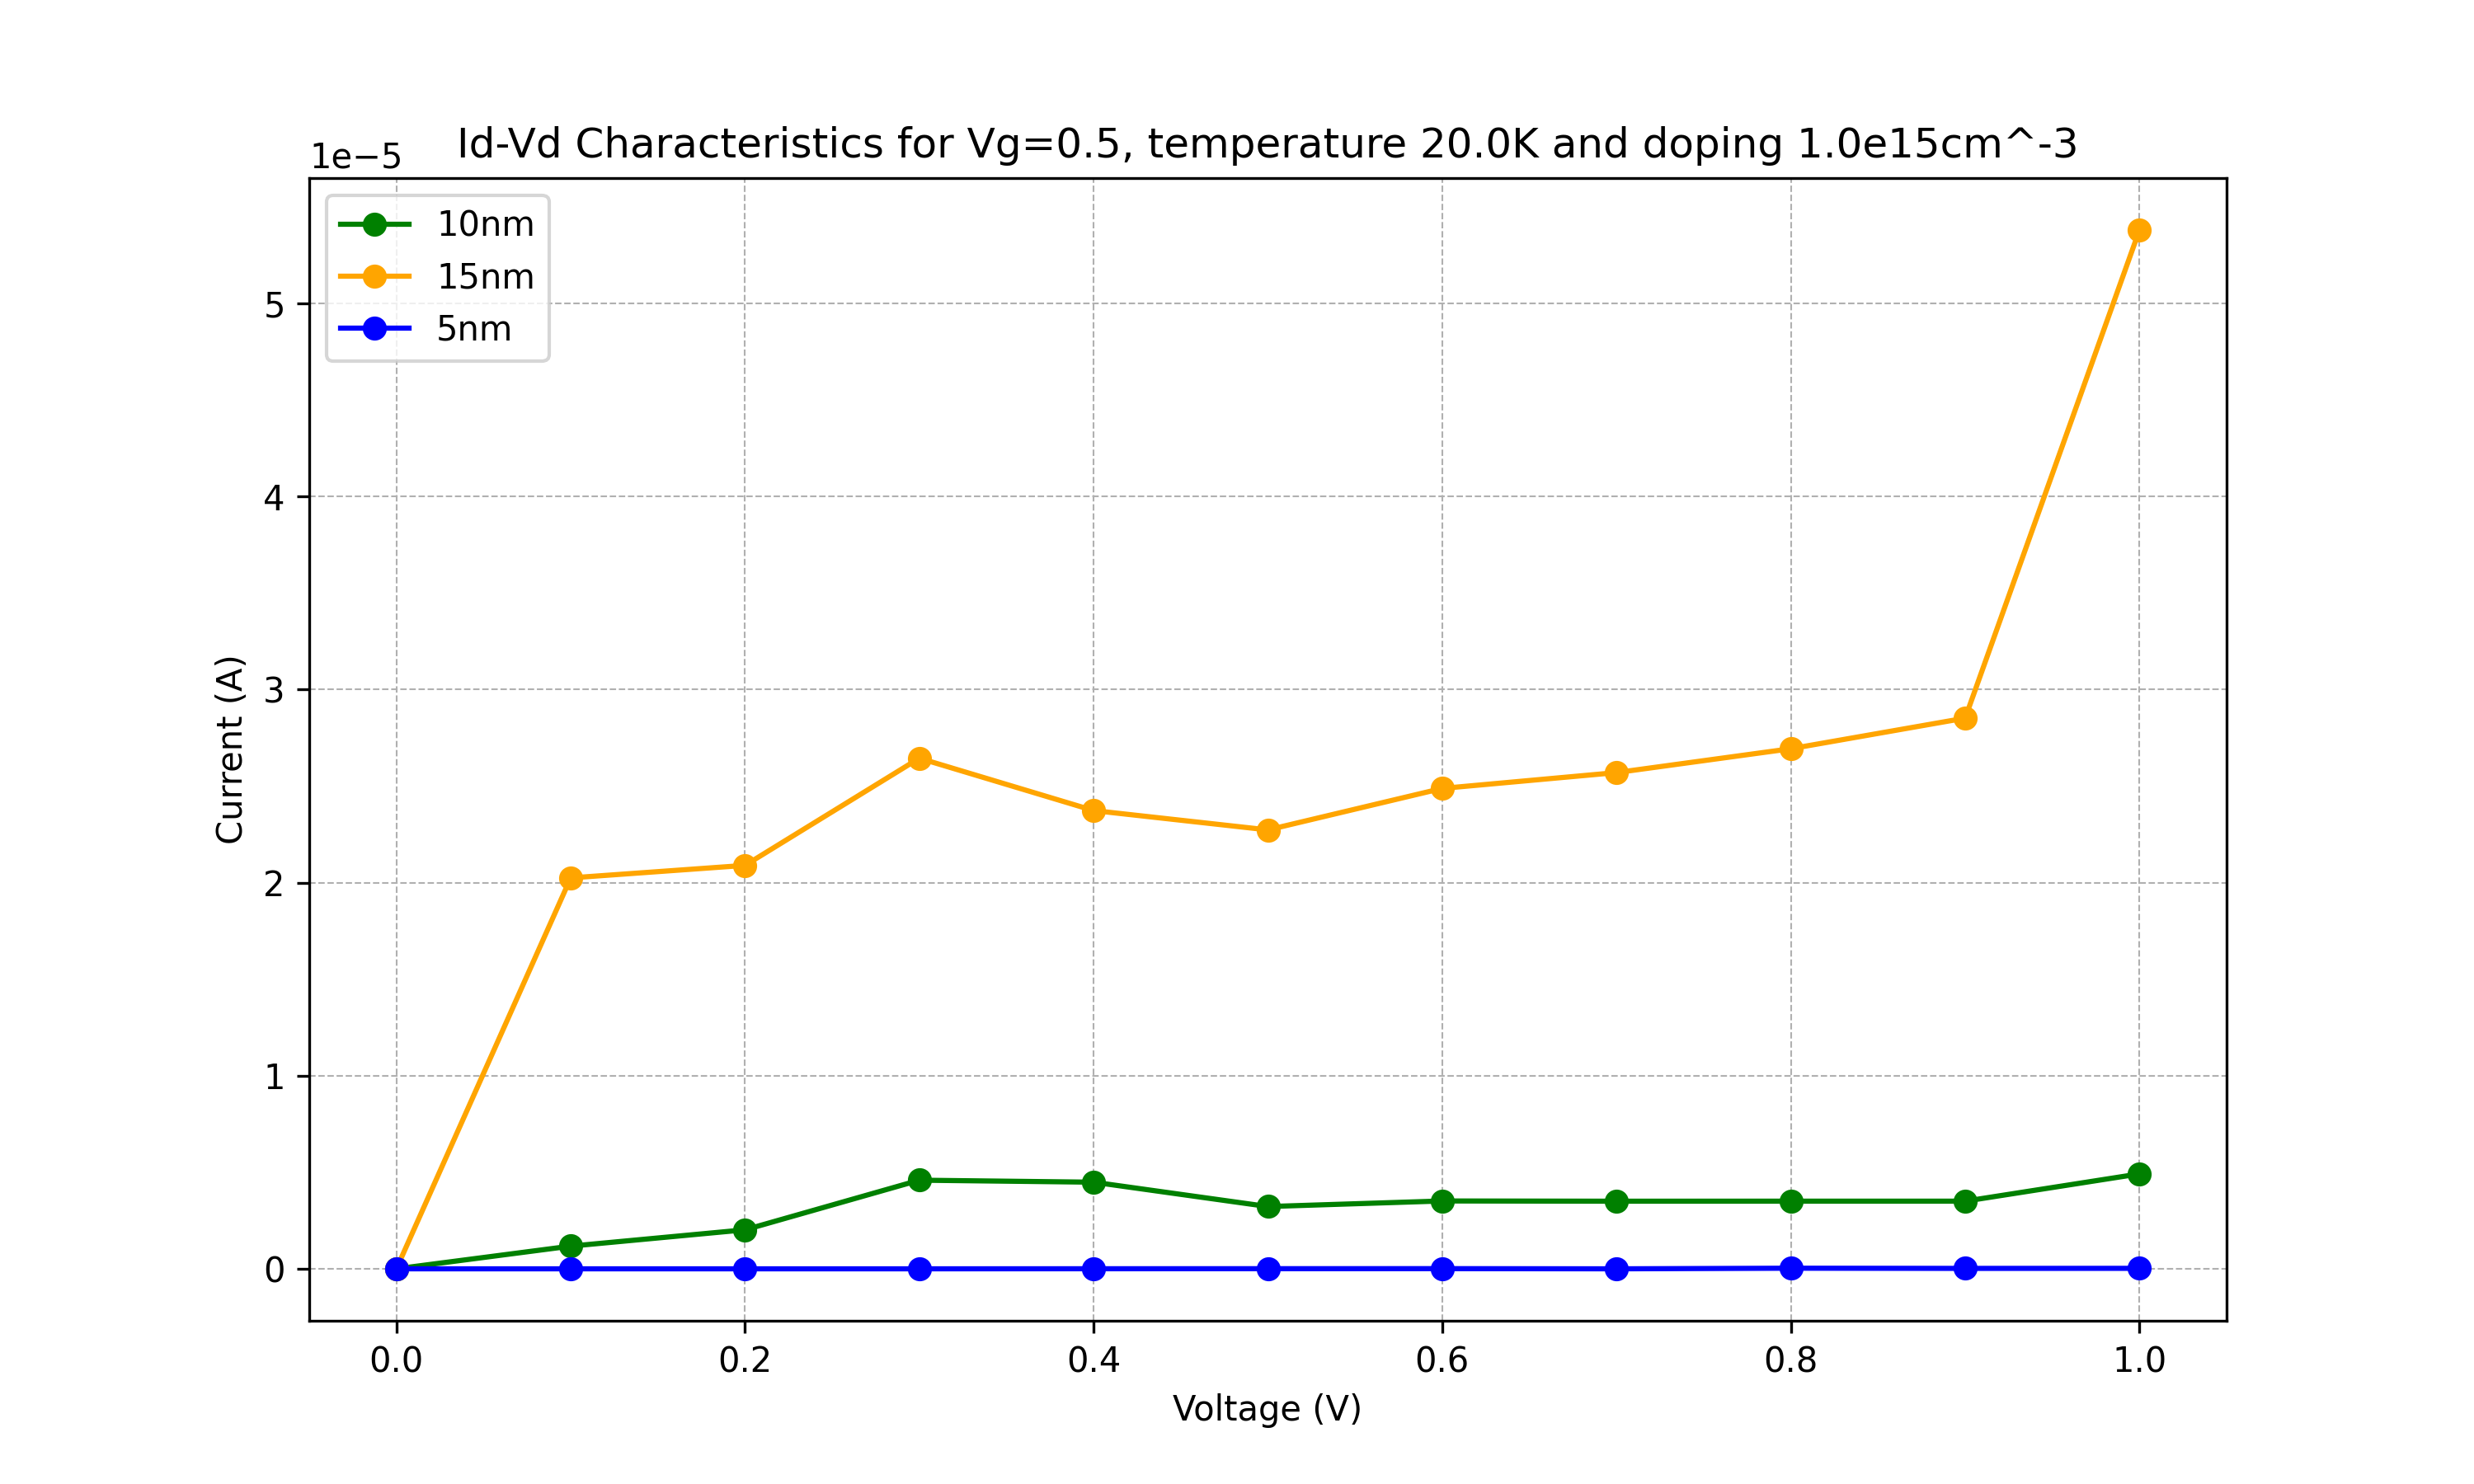 Id-Vd Characteristics for Vg=0.5, temperature 20.0K and doping 1.0e15cm^-3
1e−5
10nm
15nm
5nm
5
4
3
2
1
0
Current (A)
0.0 0.2 0.4 0.6 0.8 1.0
Voltage (V)